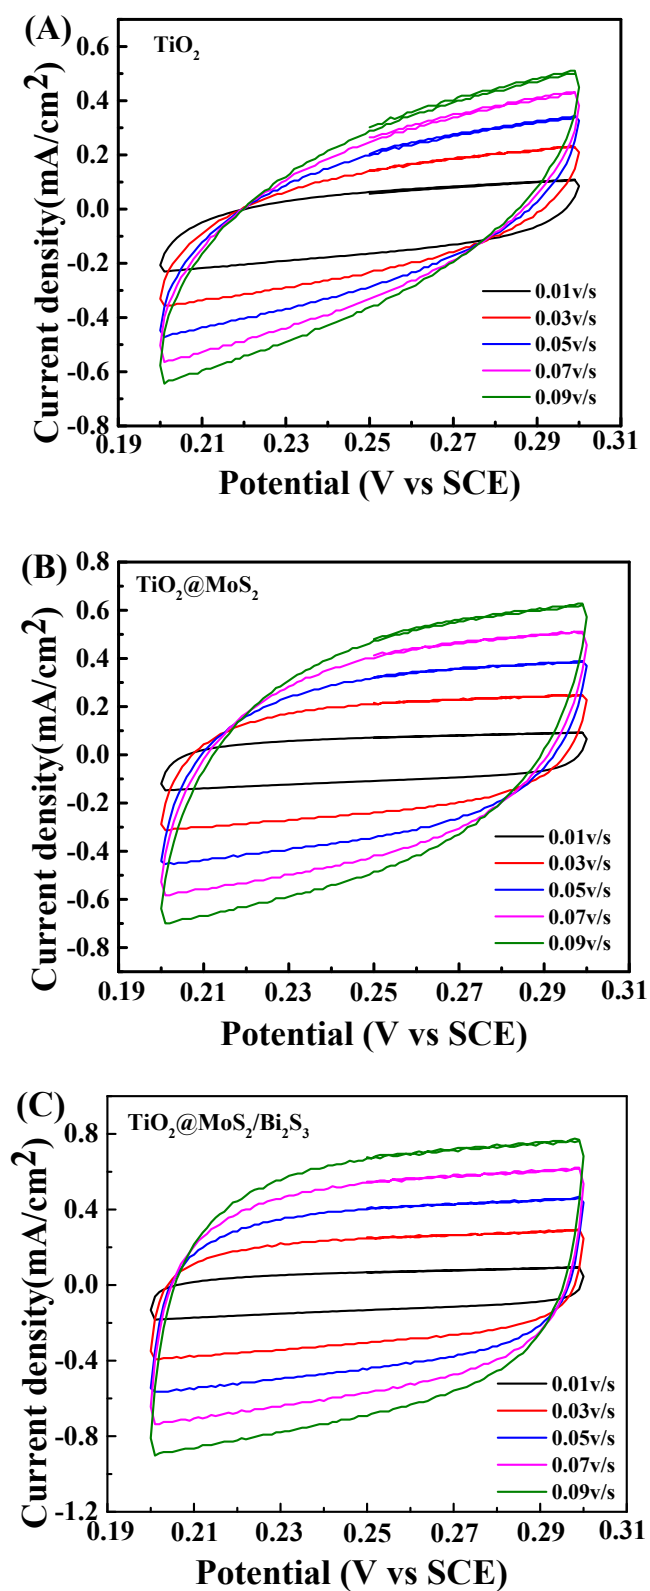 (A)
TiO₂
Current density(mA/cm²)
0.8
0.6
0.4
0.2
0.0
-0.2
-0.4
-0.6
-0.8
0.01v/s
0.03v/s
0.05v/s
0.07v/s
0.09v/s
0.19 0.21 0.23 0.25 0.27 0.29 0.31
Potential (V vs SCE)
(B)
TiO₂@MoS₂
Current density(mA/cm²)
0.8
0.6
0.4
0.2
0.0
-0.2
-0.4
-0.6
-0.8
0.01v/s
0.03v/s
0.05v/s
0.07v/s
0.09v/s
0.19 0.21 0.23 0.25 0.27 0.29 0.31
Potential (V vs SCE)
(C)
TiO₂@MoS₂/Bi₂S₃
Current density(mA/cm²)
0.8
0.4
0.0
-0.4
-0.8
-1.2
0.01v/s
0.03v/s
0.05v/s
0.07v/s
0.09v/s
0.19 0.21 0.23 0.25 0.27 0.29 0.31
Potential (V vs SCE)